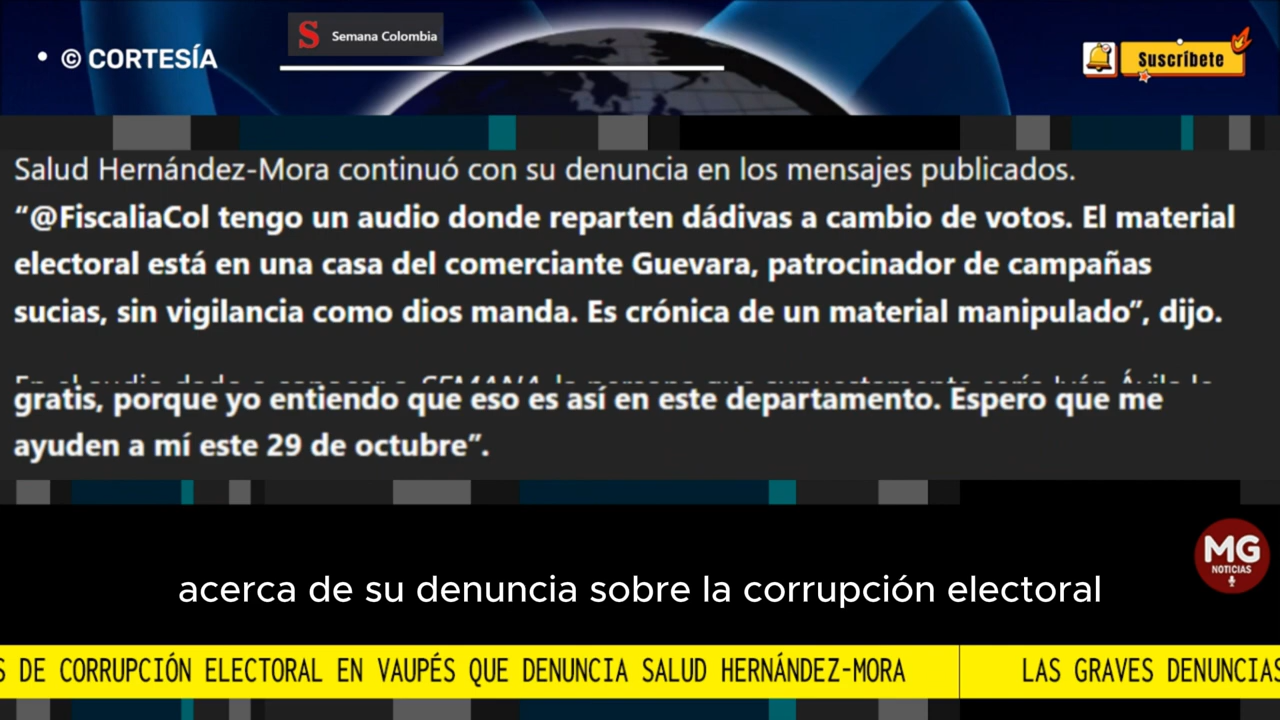 Semana Colombia
• © CORTESÍA
Suscríbete
Salud Hernández-Mora continuó con su denuncia en los mensajes publicados.
“@FiscaliaCol tengo un audio donde reparten dádivas a cambio de votos. El material
electoral está en una casa del comerciante Guevara, patrocinador de campañas
sucias, sin vigilancia como dios manda. Es crónica de un material manipulado”, dijo.
gratis, porque yo entiendo que eso es así en este departamento. Espero que me
ayuden a mí este 29 de octubre”.
MG
NOTICIAS
acerca de su denuncia sobre la corrupción electoral
S DE CORRUPCIÓN ELECTORAL EN VAUPÉS QUE DENUNCIA SALUD HERNÁNDEZ-MORA LAS GRAVES DENUNCIAS